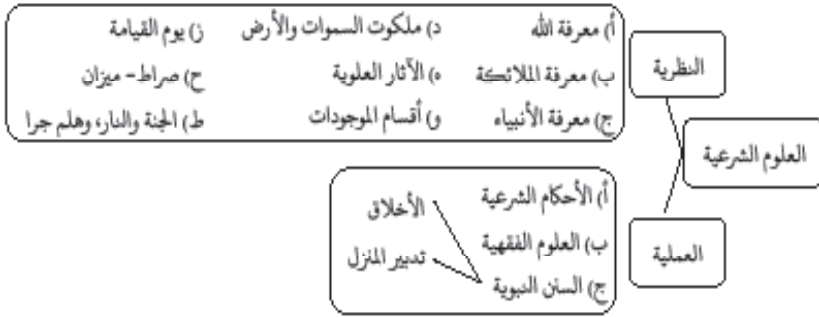 العلوم الشرعية
النظرية
أ) معرفة الله
ب) معرفة الملائكة
ج) معرفة الأنبياء
د) ملكوت السموات والأرض
ه) الآثار العلوية
و) أقسام الموجودات
ز) يوم القيامة
ح) صراط- ميزان
ط) الجنة والنار، وهلم جرا
العملية
أ) الأحكام الشرعية
ب) العلوم الفقهية
ج) السنن النبوية
الأخلاق
تدبير المنزل